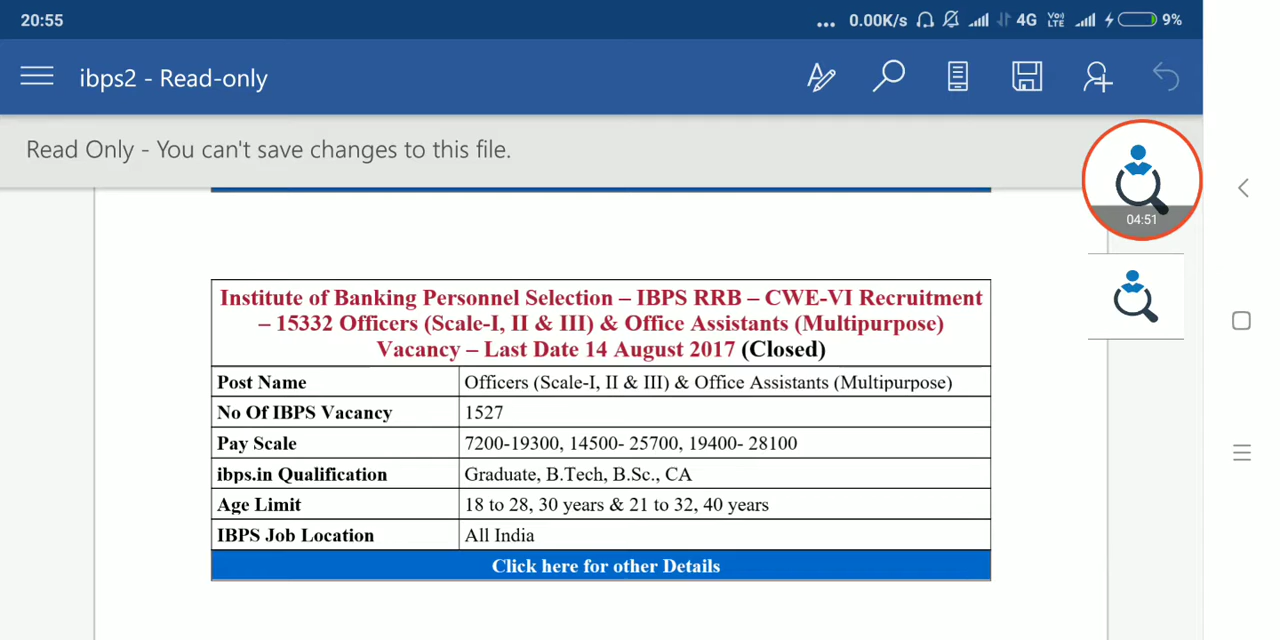 20:55
... 0.00K/s 4G VoLTE 9%
ibps2 - Read-only
Read Only - You can't save changes to this file.
04:51
Institute of Banking Personnel Selection – IBPS RRB – CWE-VI Recruitment
– 15332 Officers (Scale-I, II & III) & Office Assistants (Multipurpose)
Vacancy – Last Date 14 August 2017 (Closed)
Post Name Officers (Scale-I, II & III) & Office Assistants (Multipurpose)
No Of IBPS Vacancy 1527
Pay Scale 7200-19300, 14500- 25700, 19400- 28100
ibps.in Qualification Graduate, B.Tech, B.Sc., CA
Age Limit 18 to 28, 30 years & 21 to 32, 40 years
IBPS Job Location All India
Click here for other Details